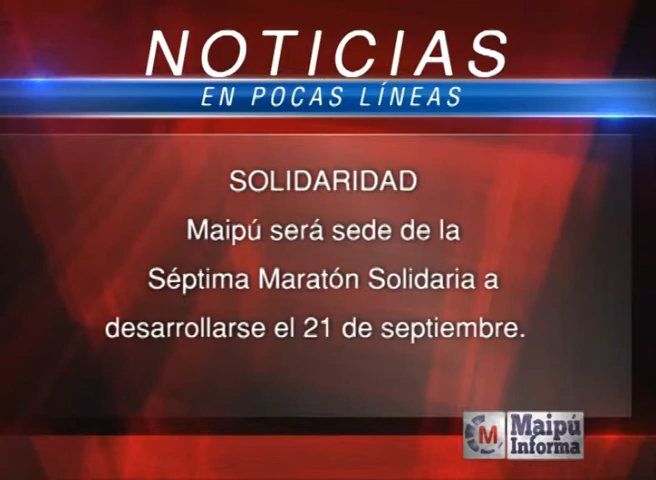 NOTICIAS
EN POCAS LÍNEAS
SOLIDARIDAD
Maipú será sede de la
Séptima Maratón Solidaria a
desarrollarse el 21 de septiembre.
M
Maipú
Informa